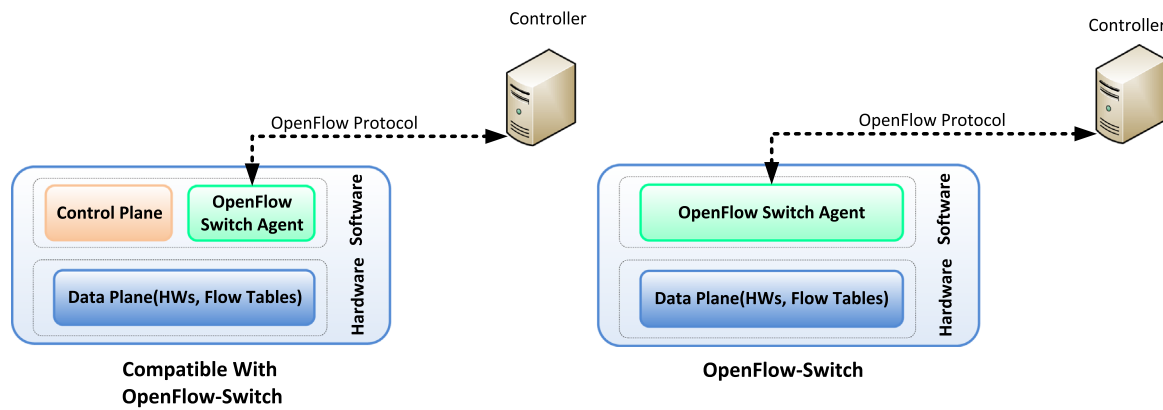 Controller
OpenFlow Protocol
Control Plane
OpenFlow
Switch Agent
Software
Data Plane(HWs, Flow Tables)
Hardware
Compatible With
OpenFlow-Switch
Controller
OpenFlow Protocol
OpenFlow Switch Agent
Software
Data Plane(HWs, Flow Tables)
Hardware
OpenFlow-Switch